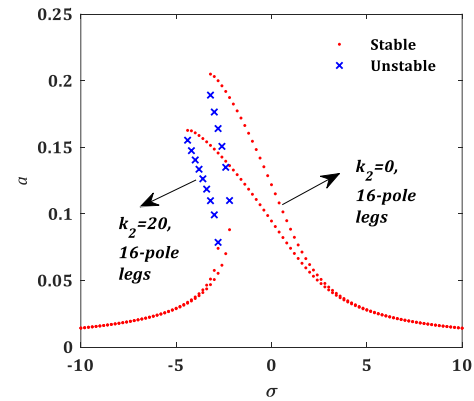 0.25
0.2
0.15
0.1
0.05
0
-10
-5
0
5
10
a
σ
Stable
Unstable
k2=0,
16-pole
legs
k2=20,
16-pole
legs